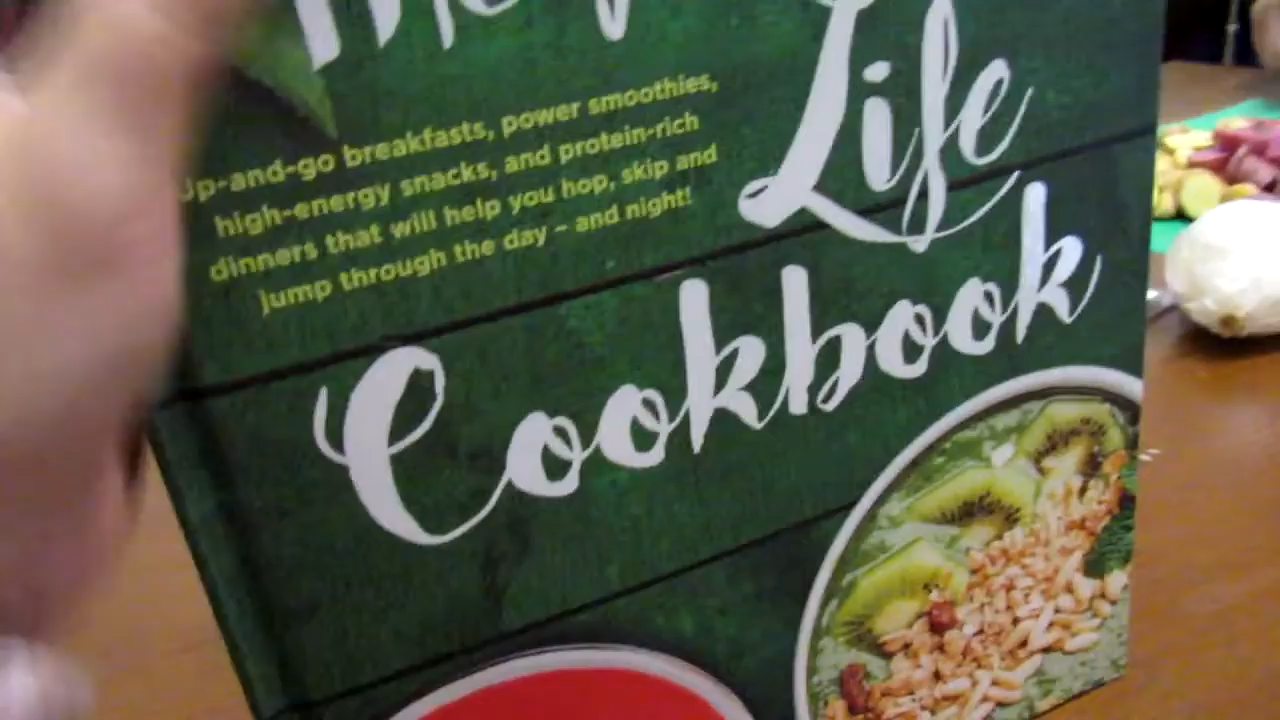 Life
Up-and-go breakfasts, power smoothies,
high-energy snacks, and protein-rich
dinners that will help you hop, skip and
jump through the day – and night!
Cookbook